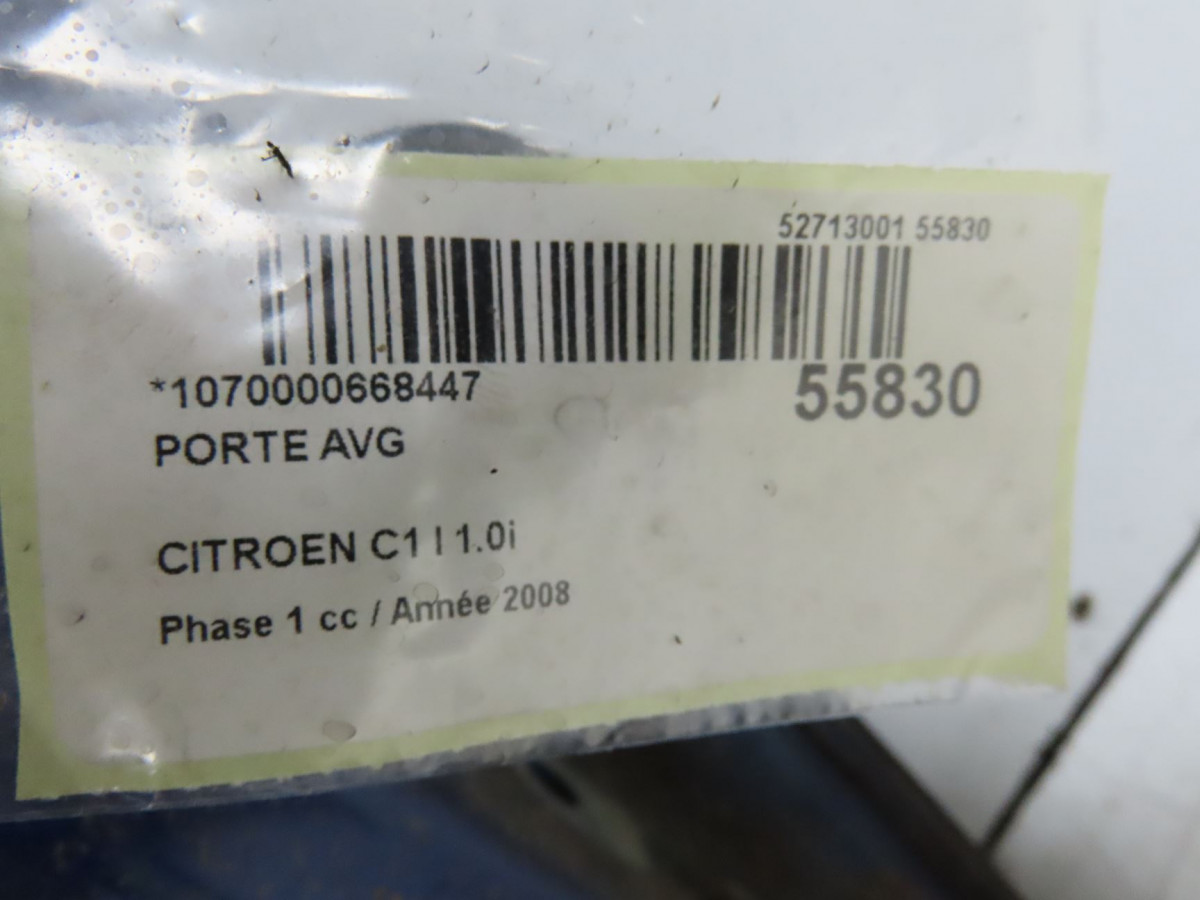 52713001 55830
*1070000668447
55830
PORTE AVG
CITROEN C1 I 1.0i
Phase 1 cc / Année 2008